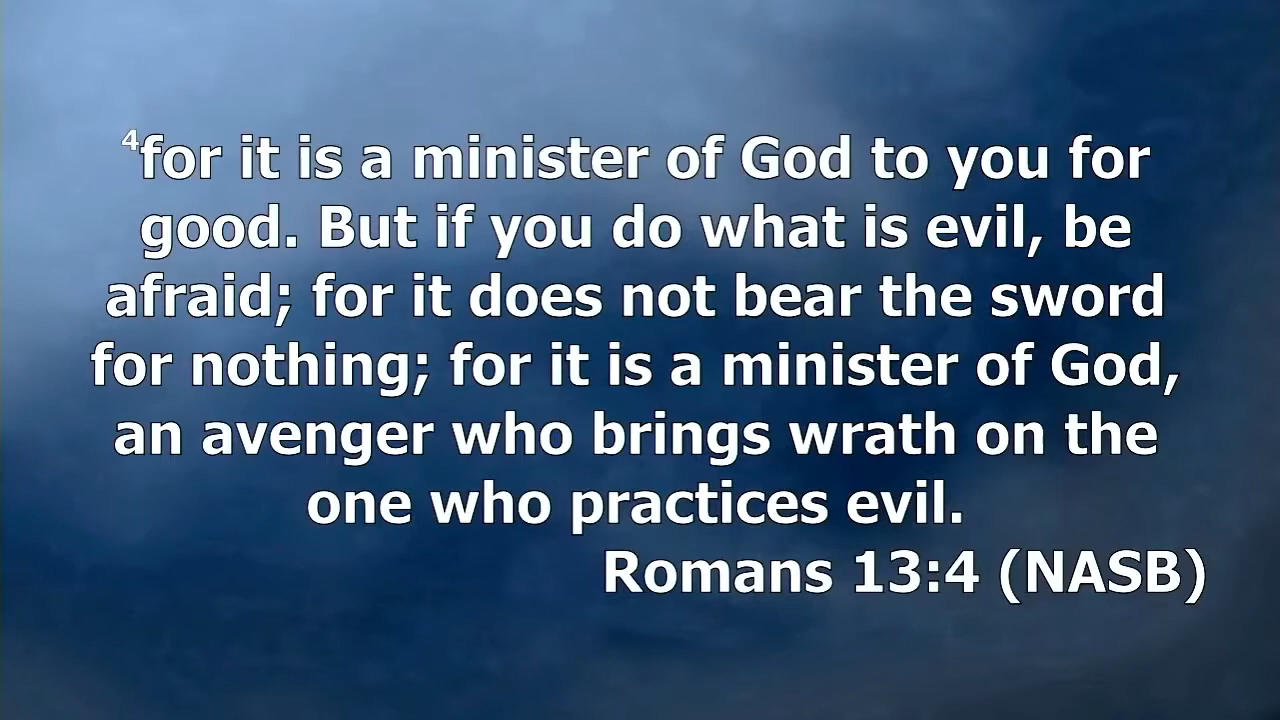 4for it is a minister of God to you for
good. But if you do what is evil, be
afraid; for it does not bear the sword
for nothing; for it is a minister of God,
an avenger who brings wrath on the
one who practices evil.
Romans 13:4 (NASB)